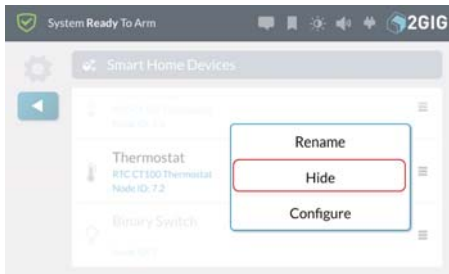 System Ready To Arm
2GIG
Smart Home Devices
Rename
Thermostat
RTC CT100 Thermostat
Hide
Node ID: 7.2
Configure
Binary Switch